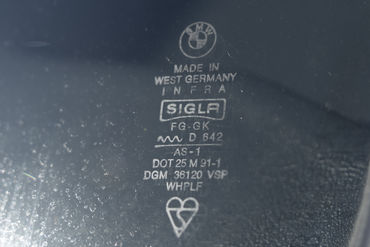 BMW
MADE IN
WEST GERMANY
INFRA
SIGLA
FG-GK
D 642
AS-1
DOT 25 M 91-1
DGM 36120 VSP
WHPLF